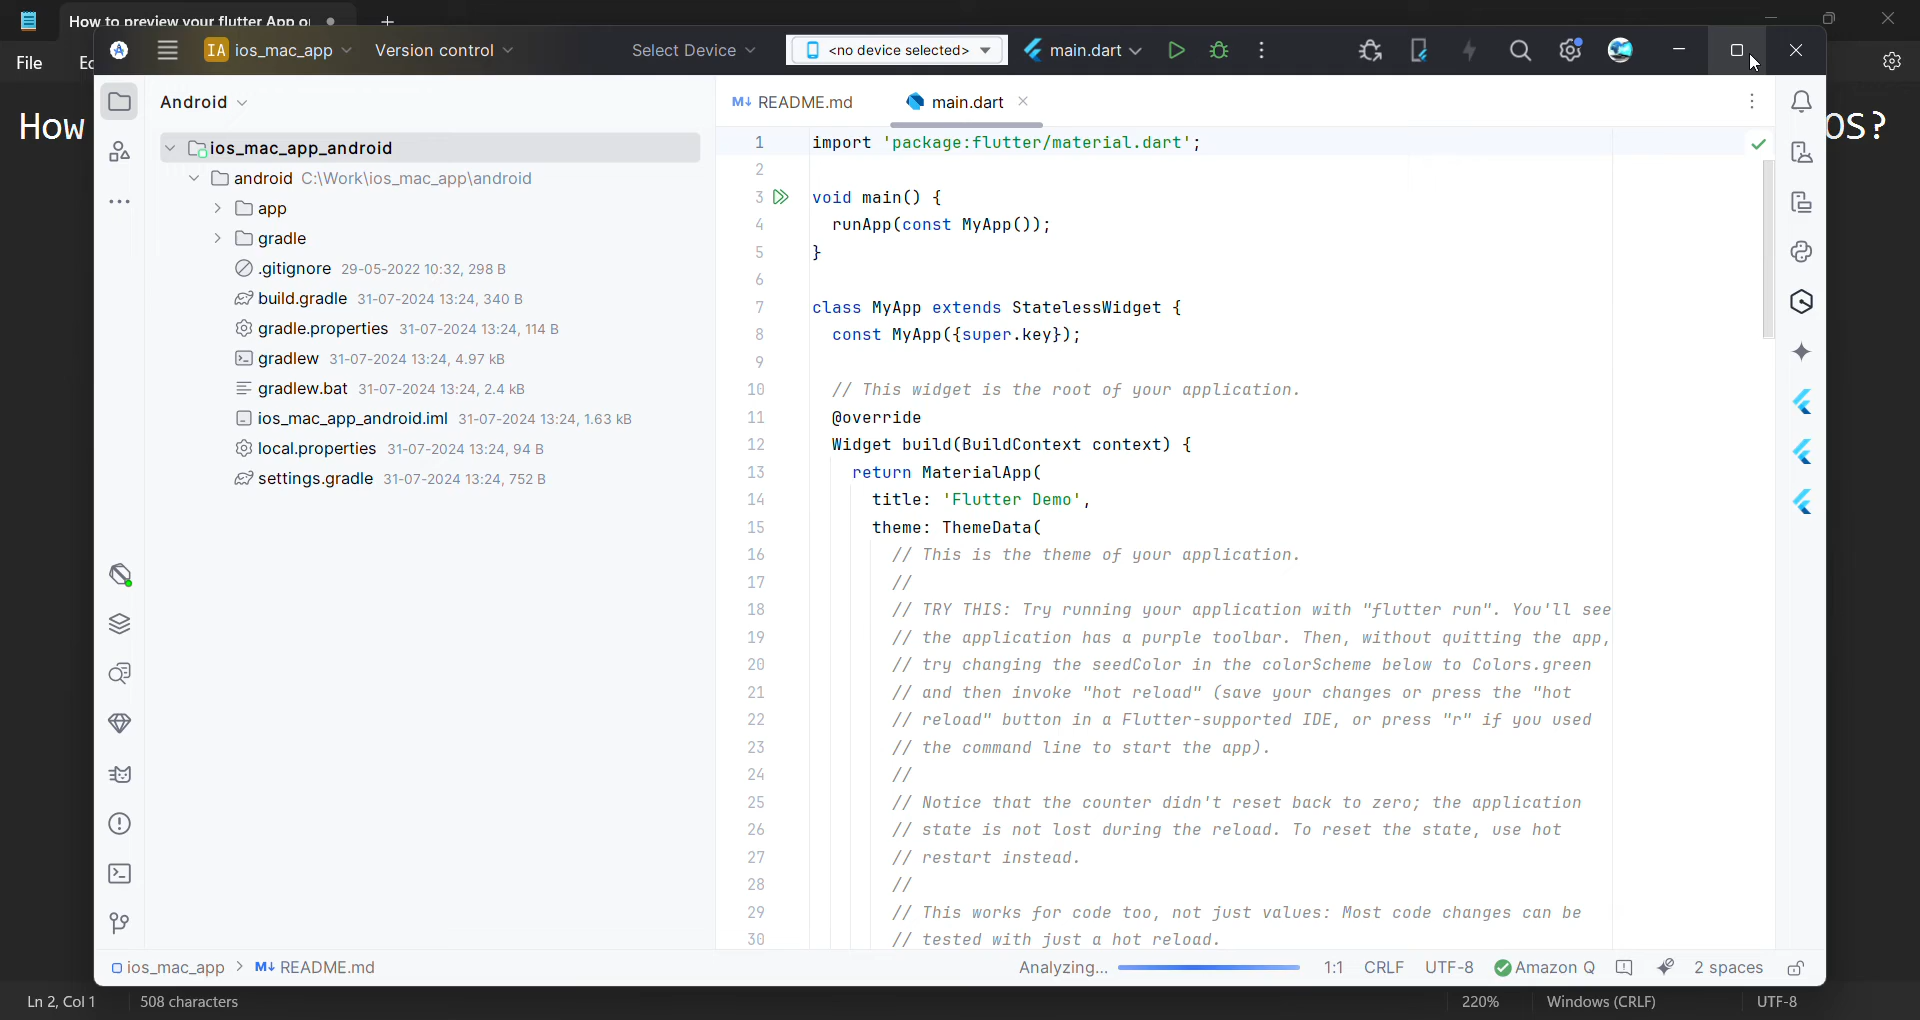 How to preview your flutter App o
File
How
OS?
IA ios_mac_app
Version control
Select Device
<no device selected>
main.dart
Android
M↓ README.md
main.dart
ios_mac_app_android
android C:\Work\ios_mac_app\android
app
gradle
.gitignore 29-05-2022 10:32, 298 B
build.gradle 31-07-2024 13:24, 340 B
gradle.properties 31-07-2024 13:24, 114 B
gradlew 31-07-2024 13:24, 4.97 kB
gradlew.bat 31-07-2024 13:24, 2.4 kB
ios_mac_app_android.iml 31-07-2024 13:24, 1.63 kB
local.properties 31-07-2024 13:24, 94 B
settings.gradle 31-07-2024 13:24, 752 B
1 import 'package:flutter/material.dart';
2
3 void main() {
4 runApp(const MyApp());
5 }
6
7 class MyApp extends StatelessWidget {
8 const MyApp({super.key});
9
10 // This widget is the root of your application.
11 @override
12 Widget build(BuildContext context) {
13 return MaterialApp(
14 title: 'Flutter Demo',
15 theme: ThemeData(
16 // This is the theme of your application.
17 //
18 // TRY THIS: Try running your application with "flutter run". You'll see
19 // the application has a purple toolbar. Then, without quitting the app,
20 // try changing the seedColor in the colorScheme below to Colors.green
21 // and then invoke "hot reload" (save your changes or press the "hot
22 // reload" button in a Flutter-supported IDE, or press "r" if you used
23 // the command line to start the app).
24 //
25 // Notice that the counter didn't reset back to zero; the application
26 // state is not lost during the reload. To reset the state, use hot
27 // restart instead.
28 //
29 // This works for code too, not just values: Most code changes can be
30 // tested with just a hot reload.
ios_mac_app > M↓ README.md
Analyzing...
1:1
CRLF
UTF-8
Amazon Q
2 spaces
Ln 2, Col 1
508 characters
220%
Windows (CRLF)
UTF-8